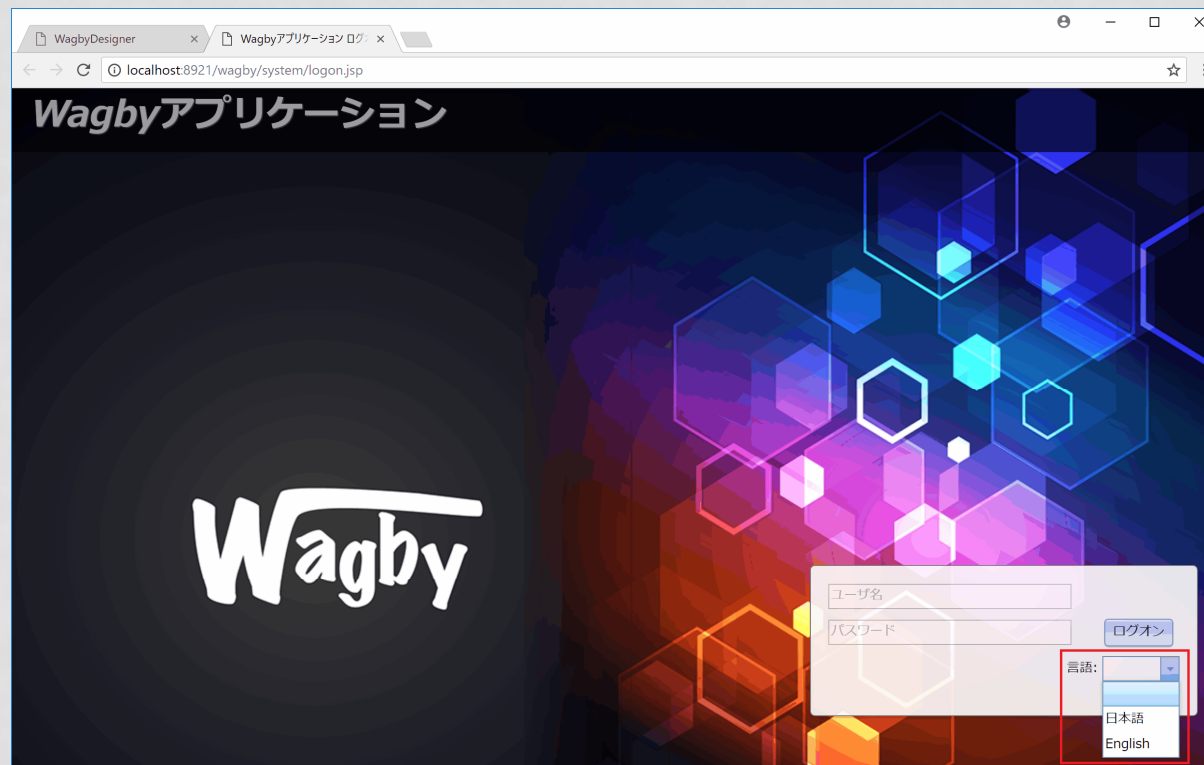 WagbyDesigner
Wagbyアプリケーション ログ
localhost:8921/wagby/system/logon.jsp
Wagbyアプリケーション
Wagby
ユーザ名
パスワード
ログオン
言語:
日本語
English